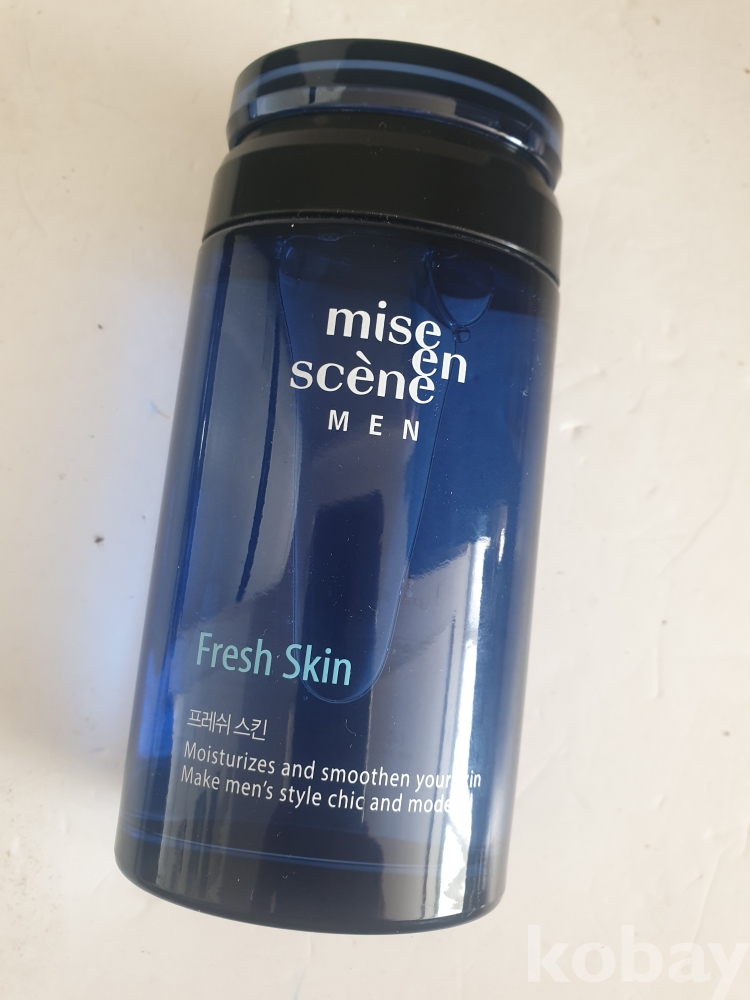 mise
en
scène
MEN
Fresh Skin
프레쉬 스킨
Moisturizes and smoothen your
Make men's style chic and
kobay